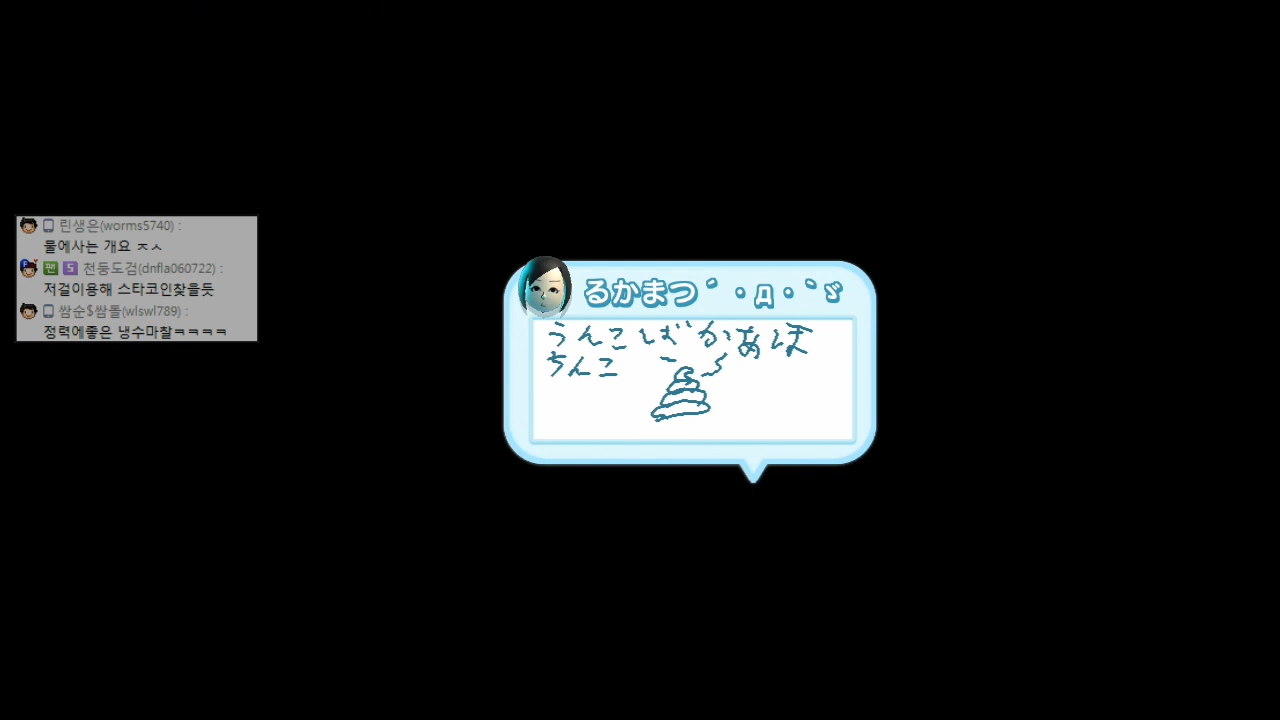 린생은(worms5740) :
물에사는 개요 ㅈㅅ
팬 5 천둥도검(dnfla060722) :
저걸이용해 스타코인찾을듯
쌈순$쌈돌(wlswl789) :
정력에좋은 냉수마찰ㅋㅋㅋㅋ
るかまつ´・д・`ヾ
うんこばかあほ
ちんこ